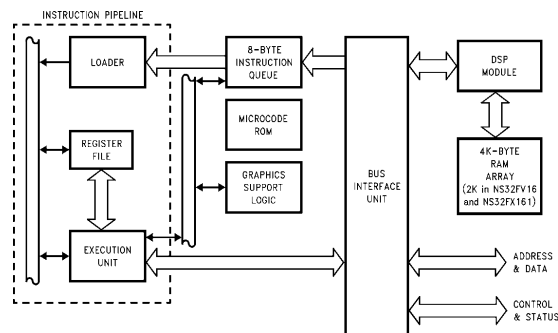 INSTRUCTION PIPELINE
LOADER
8-BYTE
INSTRUCTION
QUEUE
DSP
MODULE
MICROCODE
ROM
REGISTER
FILE
4K-BYTE
RAM
ARRAY
(2K in NS32FV16
and NS32FX161)
GRAPHICS
SUPPORT
LOGIC
BUS
INTERFACE
UNIT
EXECUTION
UNIT
ADDRESS
& DATA
CONTROL
& STATUS